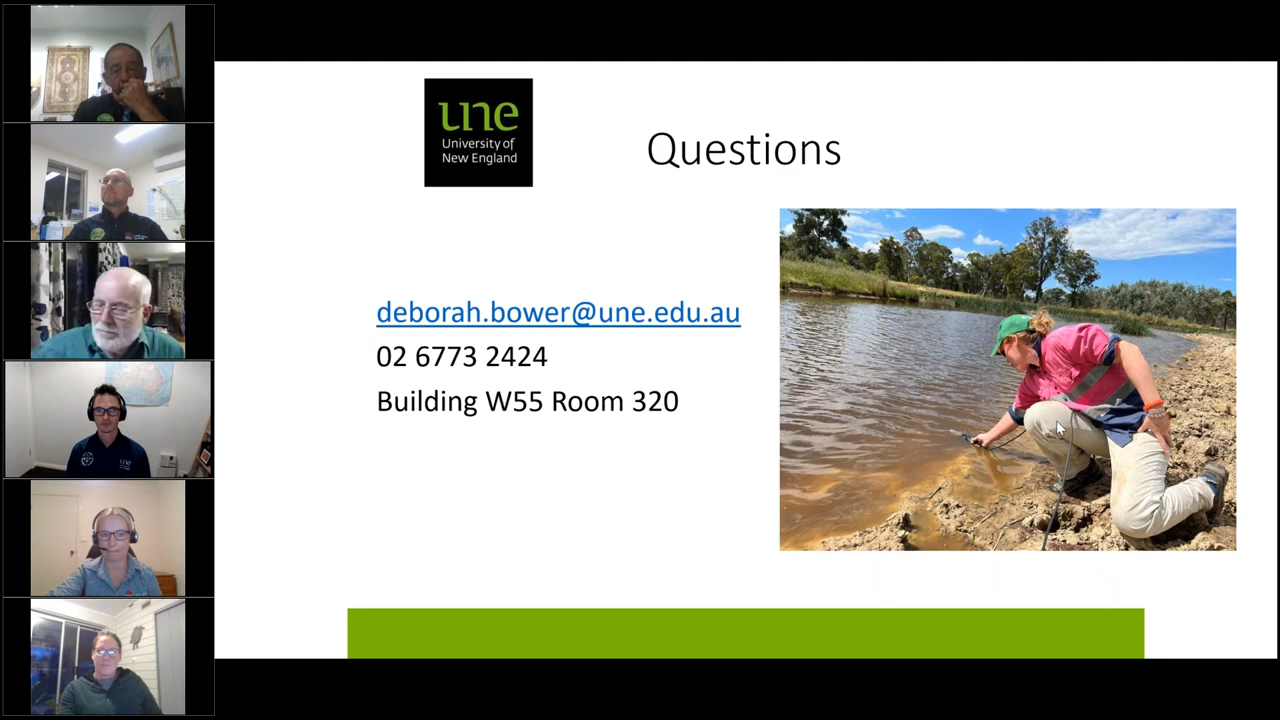 une
University of
New England
Questions
deborah.bower@une.edu.au
02 6773 2424
Building W55 Room 320